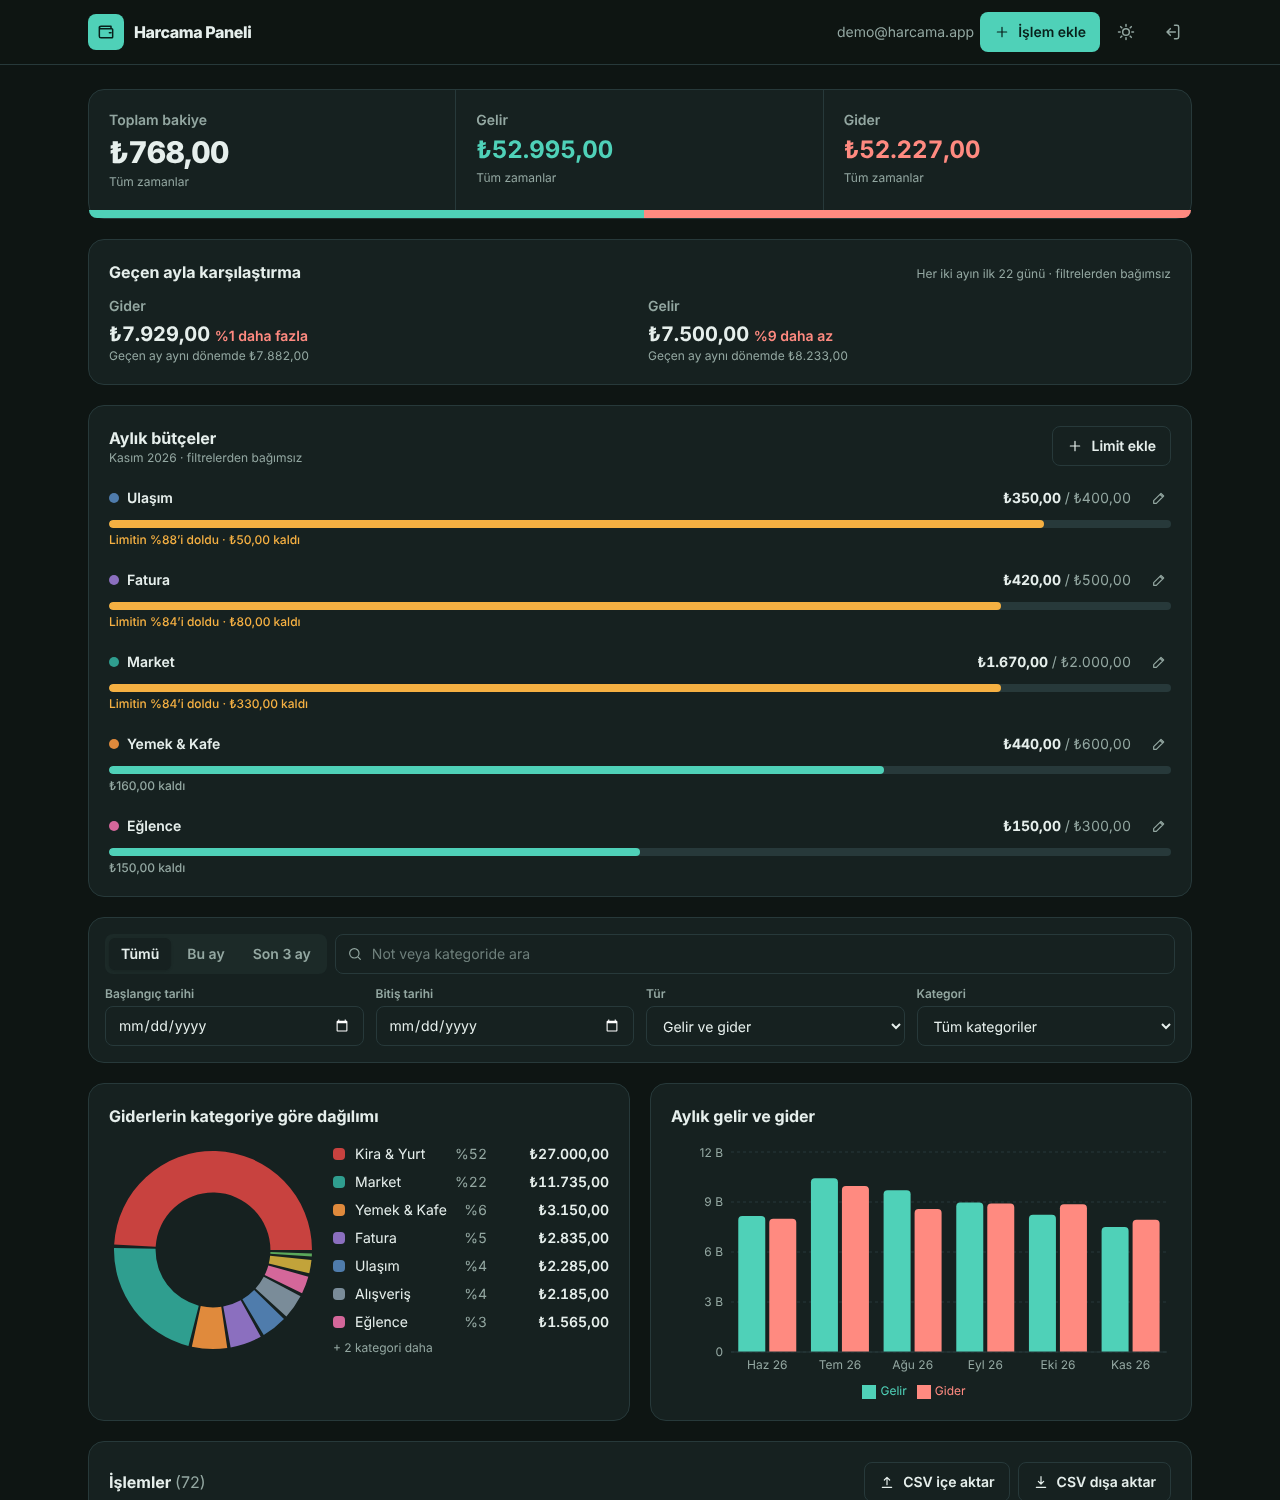 Harcama Paneli
demo@harcama.app
İşlem ekle
Toplam bakiye
₺768,00
Tüm zamanlar
Gelir
₺52.995,00
Tüm zamanlar
Gider
₺52.227,00
Tüm zamanlar
Geçen ayla karşılaştırma
Her iki ayın ilk 22 günü · filtrelerden bağımsız
Gider
₺7.929,00 %1 daha fazla
Geçen ay aynı dönemde ₺7.882,00
Gelir
₺7.500,00 %9 daha az
Geçen ay aynı dönemde ₺8.233,00
Aylık bütçeler
Kasım 2026 · filtrelerden bağımsız
Limit ekle
Ulaşım
₺350,00 / ₺400,00
Limitin %88’i doldu · ₺50,00 kaldı
Fatura
₺420,00 / ₺500,00
Limitin %84’i doldu · ₺80,00 kaldı
Market
₺1.670,00 / ₺2.000,00
Limitin %84’i doldu · ₺330,00 kaldı
Yemek & Kafe
₺440,00 / ₺600,00
₺160,00 kaldı
Eğlence
₺150,00 / ₺300,00
₺150,00 kaldı
Tümü
Bu ay
Son 3 ay
Not veya kategoride ara
Başlangıç tarihi
Bitiş tarihi
Tür
Kategori
mm/dd/yyyy
mm/dd/yyyy
Gelir ve gider
Tüm kategoriler
Giderlerin kategoriye göre dağılımı
Kira & Yurt %52 ₺27.000,00
Market %22 ₺11.735,00
Yemek & Kafe %6 ₺3.150,00
Fatura %5 ₺2.835,00
Ulaşım %4 ₺2.285,00
Alışveriş %4 ₺2.185,00
Eğlence %3 ₺1.565,00
+ 2 kategori daha
Aylık gelir ve gider
12 B
9 B
6 B
3 B
0
Haz 26
Tem 26
Ağu 26
Eyl 26
Eki 26
Kas 26
Gelir
Gider
İşlemler (72)
CSV içe aktar
CSV dışa aktar